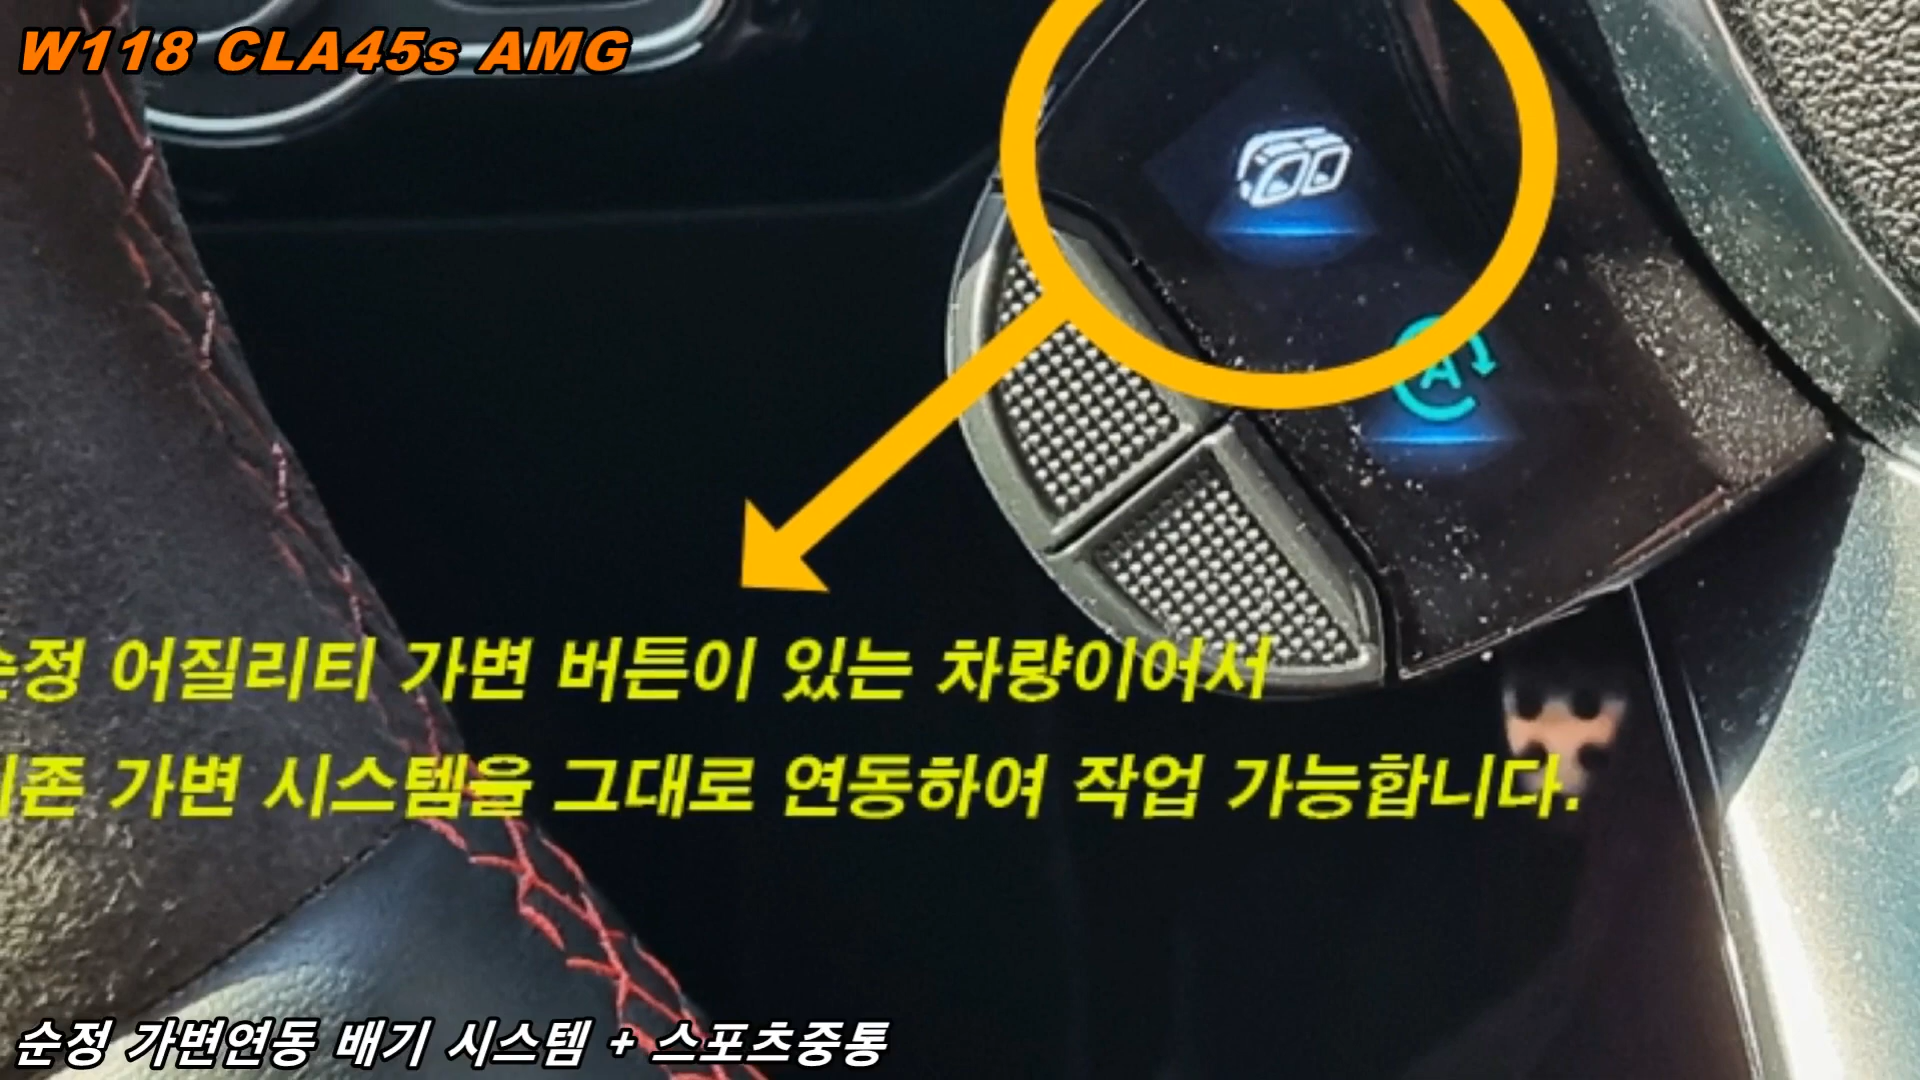 W118 CLA45s AMG
A
순정 어질리티 가변 버튼이 있는 차량이어서
기존 가변 시스템을 그대로 연동하여 작업 가능합니다.
순정 가변연동 배기 시스템 + 스포츠중통